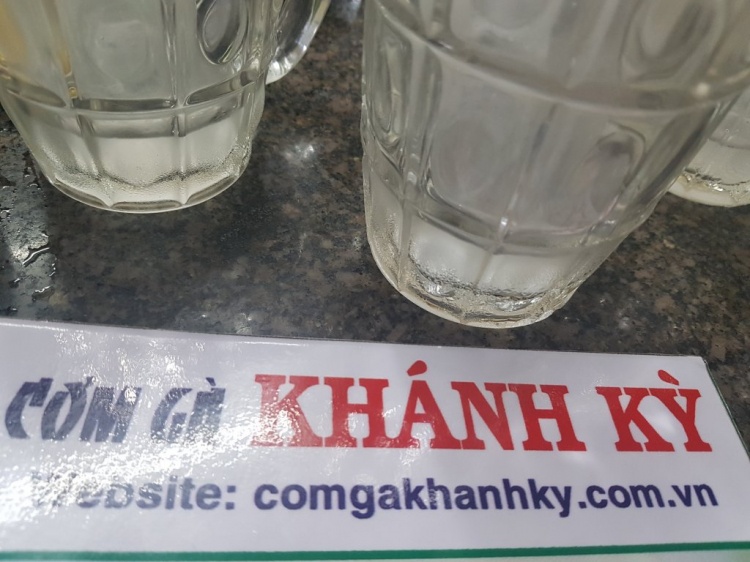 CƠM GÀ KHÁNH KỲ
Website: comgakhanhky.com.vn